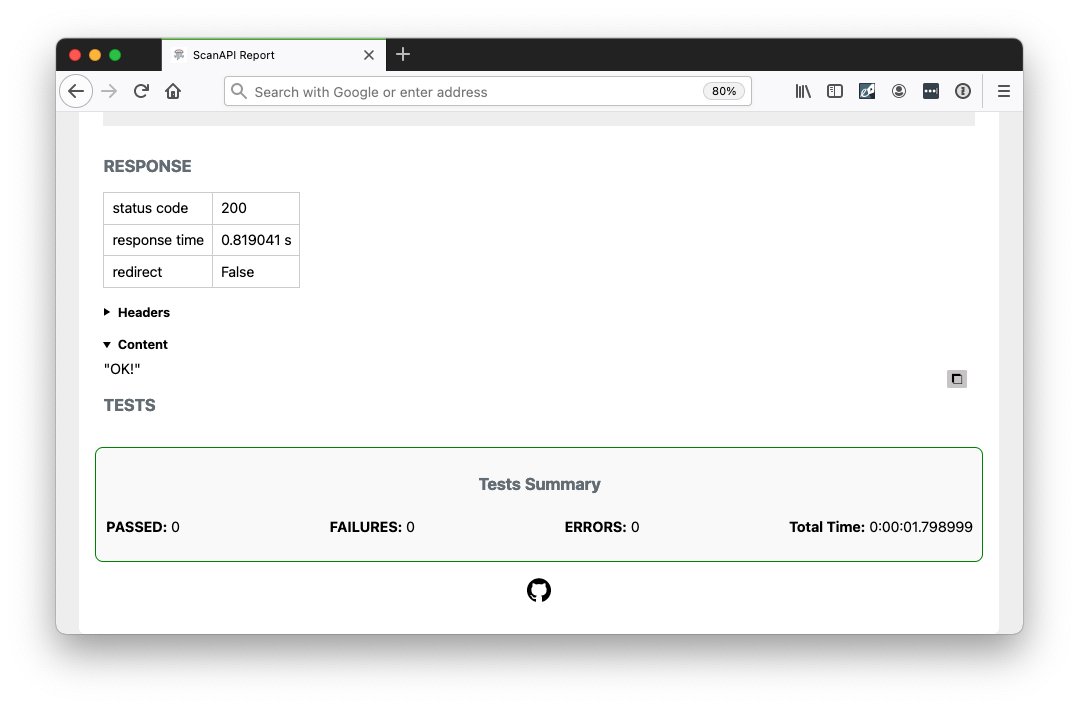 ScanAPI Report
Search with Google or enter address
80%
RESPONSE
status code 200
response time 0.819041 s
redirect False
Headers
Content
"OK!"
TESTS
Tests Summary
PASSED: 0 FAILURES: 0 ERRORS: 0 Total Time: 0:00:01.798999